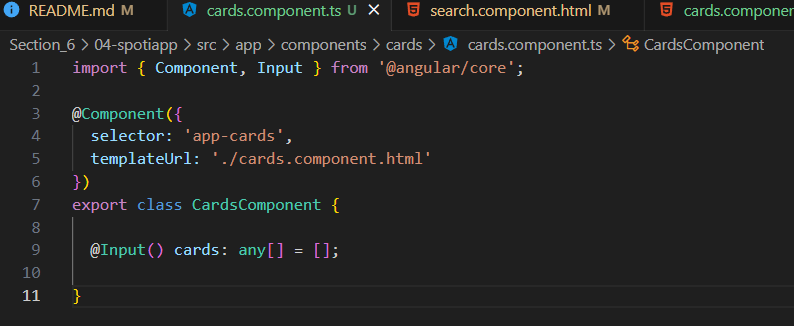 README.md M cards.component.ts U search.component.html M cards.compone
Section_6 > 04-spotiapp > src > app > components > cards > cards.component.ts > CardsComponent
1 import { Component, Input } from '@angular/core';
2
3 @Component({
4 selector: 'app-cards',
5 templateUrl: './cards.component.html'
6 })
7 export class CardsComponent {
8
9 @Input() cards: any[] = [];
10
11 }